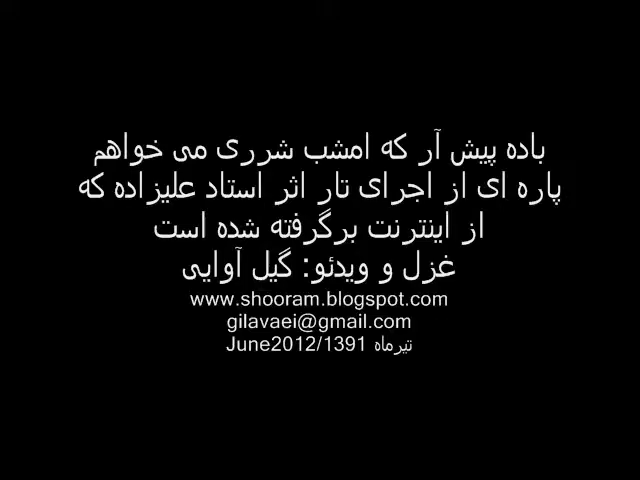 باده پیش آر که امشب شرری می خواهم
پاره ای از اجرای تار اثر استاد علیزاده که
از اینترنت برگرفته شده است
غزل و ویدئو: گیل آوایی
www.shooram.blogspot.com
gilavaei@gmail.com
June2012/1391 تیرماه